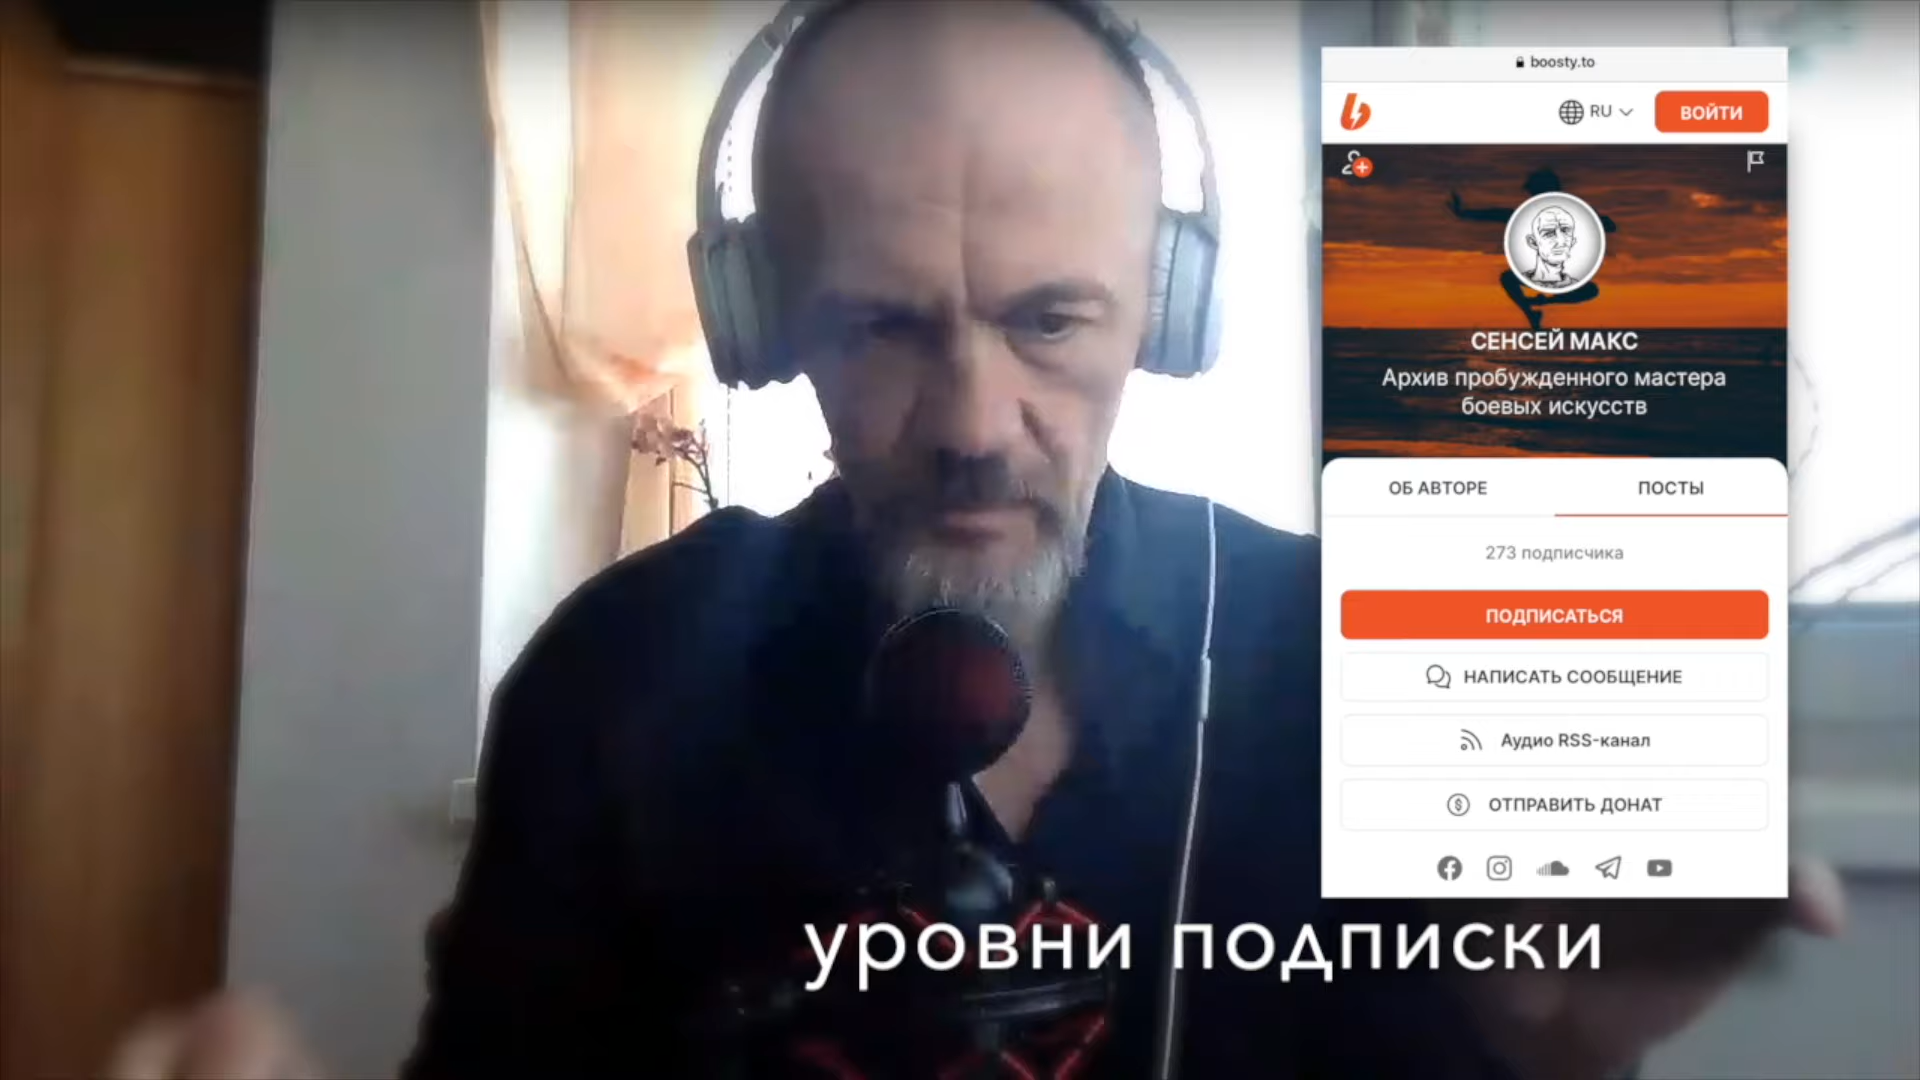 boosty.to
RU
ВОЙТИ
СЕНСЕЙ МАКС
Архив пробужденного мастера
боевых искусств
ОБ АВТОРЕ
ПОСТЫ
273 подписчика
ПОДПИСАТЬСЯ
НАПИСАТЬ СООБЩЕНИЕ
Аудио RSS-канал
ОТПРАВИТЬ ДОНАТ
уровни подписки